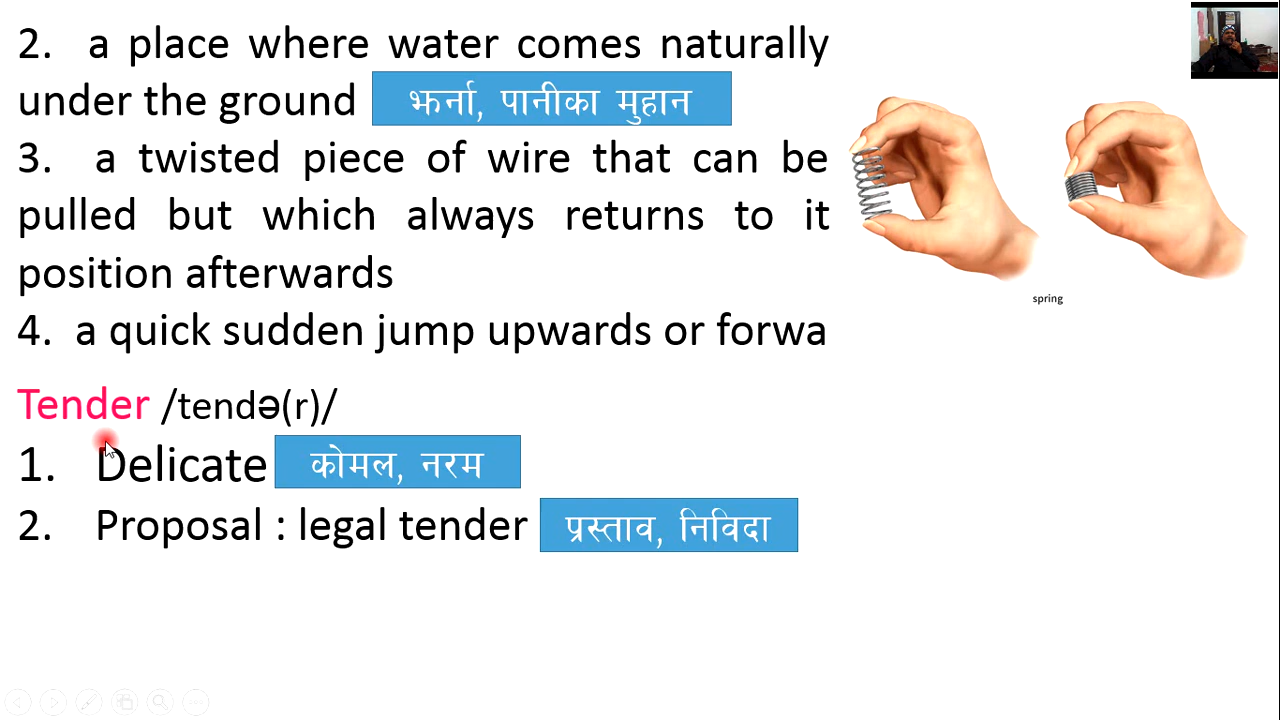 2. a place where water comes naturally
under the ground झर्ना, पानीका मुहान
3. a twisted piece of wire that can be
pulled but which always returns to it
position afterwards
4. a quick sudden jump upwards or forwa
spring
Tender /tendə(r)/
1. Delicate कोमल, नरम
2. Proposal : legal tender प्रस्ताव, निविदा